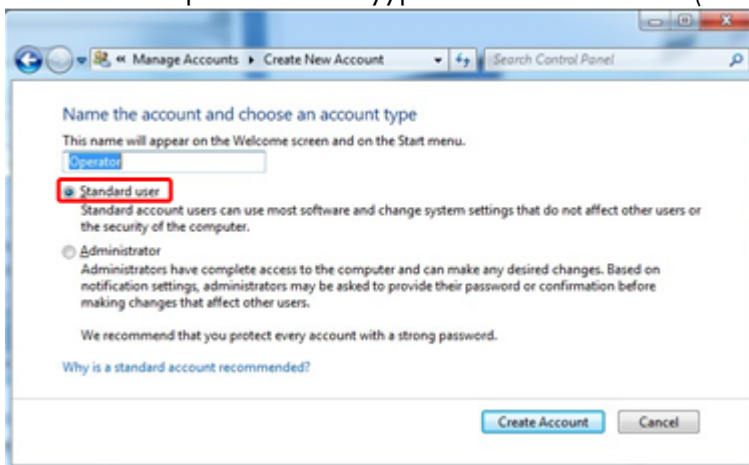 « Manage Accounts ▸ Create New Account Search Control Panel
Name the account and choose an account type
This name will appear on the Welcome screen and on the Start menu.
Operator
Standard user
Standard account users can use most software and change system settings that do not affect other users or
the security of the computer.
Administrator
Administrators have complete access to the computer and can make any desired changes. Based on
notification settings, administrators may be asked to provide their password or confirmation before
making changes that affect other users.
We recommend that you protect every account with a strong password.
Why is a standard account recommended?
Create Account Cancel